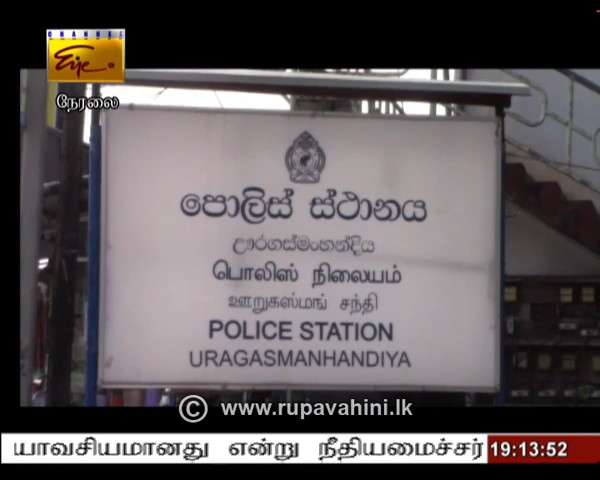 CHANNEL
Eye
நேரலை
පොලිස් ස්ථානය
ඌරගස්මංහන්දිය
பொலிஸ் நிலையம்
ஊறுகஸ்மங் சந்தி
POLICE STATION
URAGASMANHANDIYA
© www.rupavahini.lk
யாவசியமானது என்று நீதியமைச்சர்
19:13:52